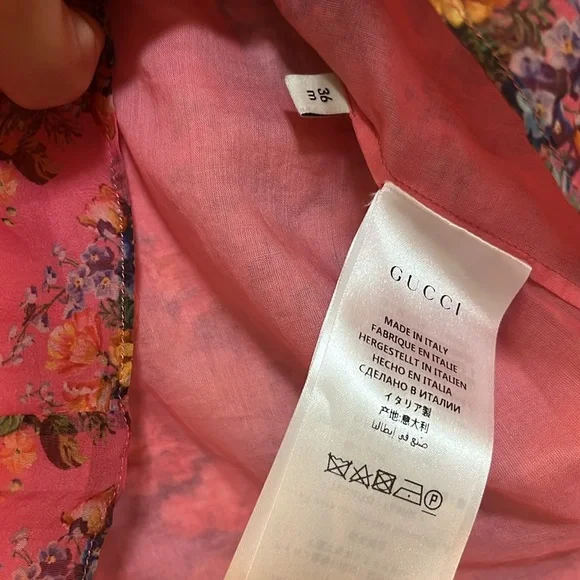 36
m
GUCCI
MADE IN ITALY
FABRIQUE EN ITALIE
HERGESTELLT IN ITALIEN
HECHO EN ITALIA
СДЕЛАНО В ИТАЛИИ
イタリア製
产地:意大利
صنع في إيطاليا
P